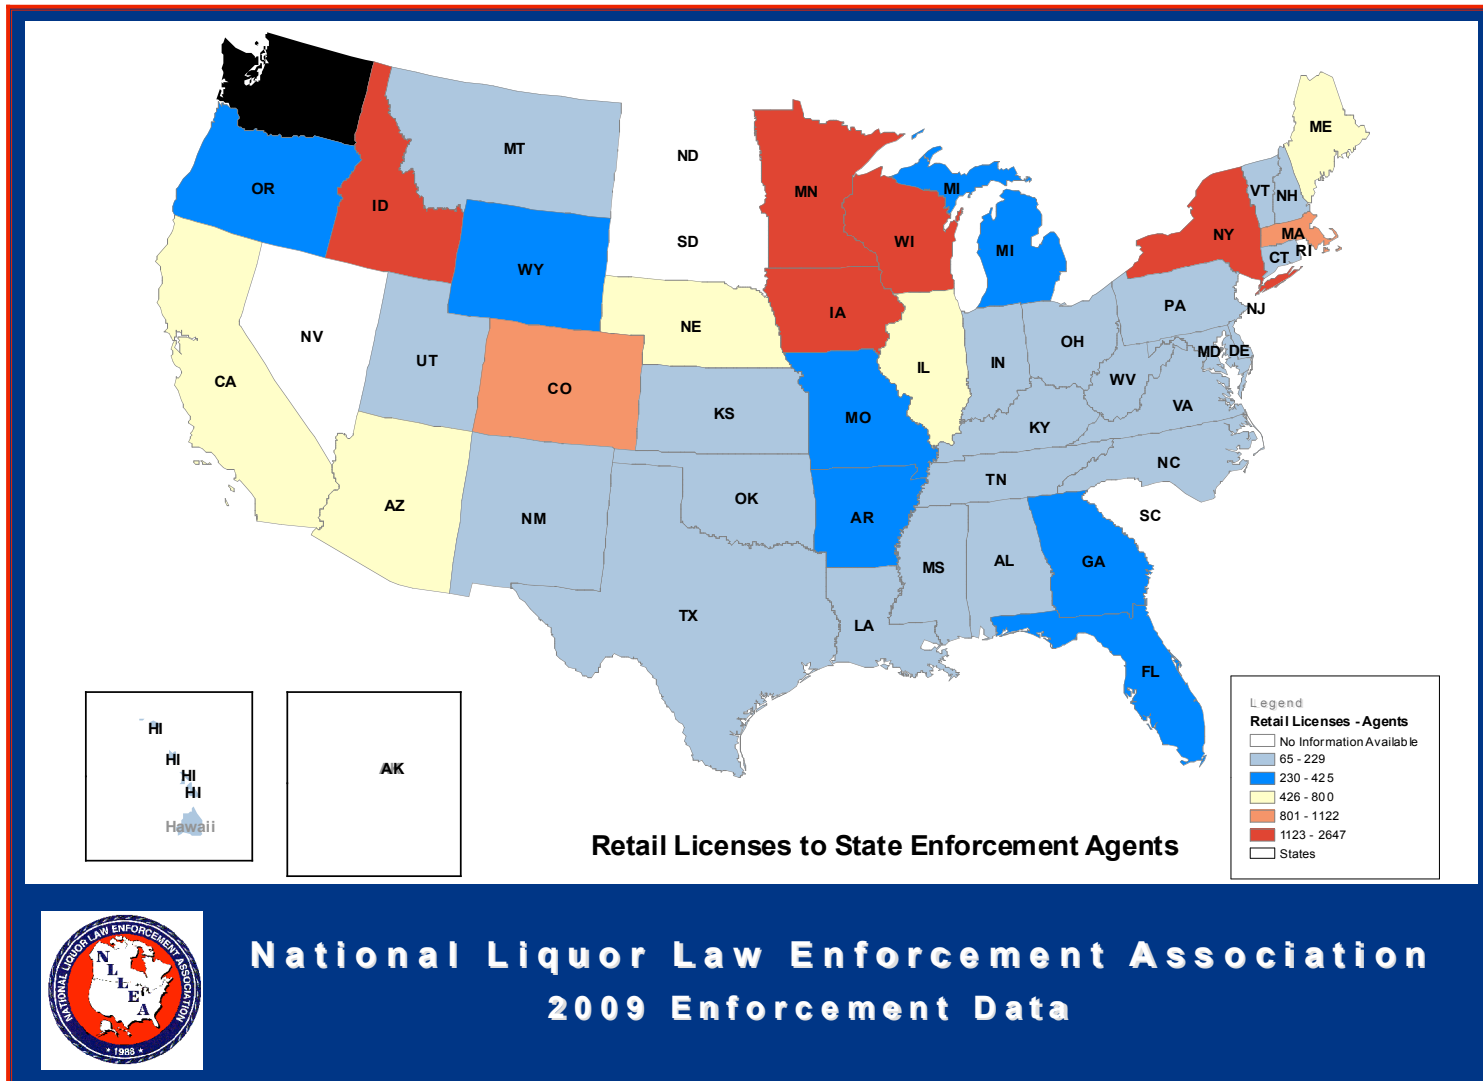 ME
MT
ND
OR
MN
MI
VT
NH
ID
NY
MA
SD
WI
MI
CT
RI
WY
PA
NJ
NE
IA
NV
OH
MD
DE
UT
IN
IL
CA
CO
WV
KS
MO
VA
KY
NC
TN
AZ
OK
NM
AR
SC
MS
AL
GA
TX
LA
FL
HI
HI
HI
HI
Hawaii
AK
Legend
Retail Licenses - Agents
No Information Available
65 - 229
230 - 425
426 - 800
801 - 1122
1123 - 2647
States
Retail Licenses to State Enforcement Agents
NATIONAL LIQUOR LAW ENFORCEMENT ASSOCIATION
NLLEA
* 1988 *
National Liquor Law Enforcement Association
2009 Enforcement Data